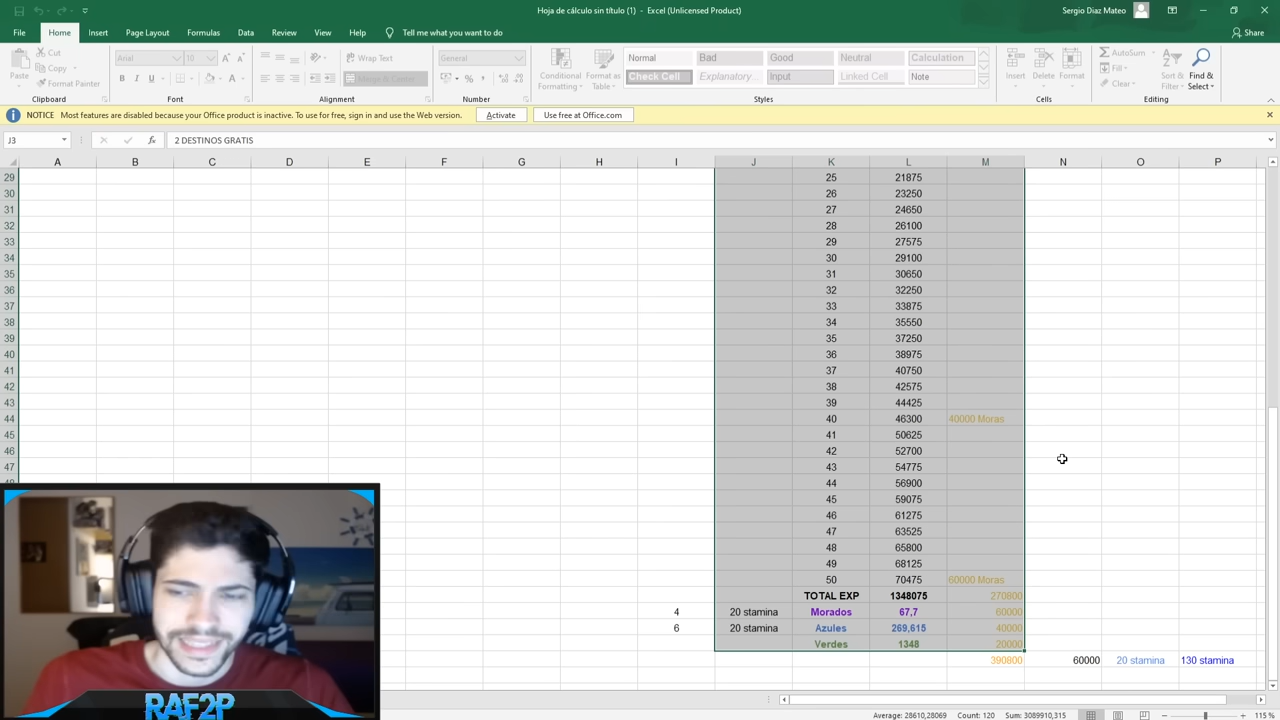 Hoja de cálculo sin título (1) - Excel (Unlicensed Product)
Sergio Diaz Mateo
File Home Insert Page Layout Formulas Data Review View Help Tell me what you want to do
Share
Paste
Cut
Copy
Format Painter
Clipboard
Arial 10
B I U
Font
Wrap Text
Merge & Center
Alignment
General
Number
Conditional Formatting
Format as Table
Normal Bad Good Neutral Calculation
Check Cell Explanatory... Input Linked Cell Note
Styles
Insert Delete Format
Cells
AutoSum
Fill
Clear
Sort & Filter
Find & Select
Editing
NOTICE Most features are disabled because your Office product is inactive. To use for free, sign in and use the Web version. Activate Use free at Office.com
J3 fx 2 DESTINOS GRATIS
A B C D E F G H I J K L M N O P
29 25 21875
30 26 23250
31 27 24650
32 28 26100
33 29 27575
34 30 29100
35 31 30650
36 32 32250
37 33 33875
38 34 35550
39 35 37250
40 36 38975
41 37 40750
42 38 42575
43 39 44425
44 40 46300 40000 Moras
45 41 50625
46 42 52700
47 43 54775
48 44 56900
45 59075
46 61275
47 63525
48 65800
49 68125
50 70475 60000 Moras
TOTAL EXP 1348075 270800
4 20 stamina Morados 67,7 60000
6 20 stamina Azules 269,615 40000
Verdes 1348 20000
390800 60000 20 stamina 130 stamina
RAF2P
Average: 28610,28069 Count: 120 Sum: 3089910,315 115 %